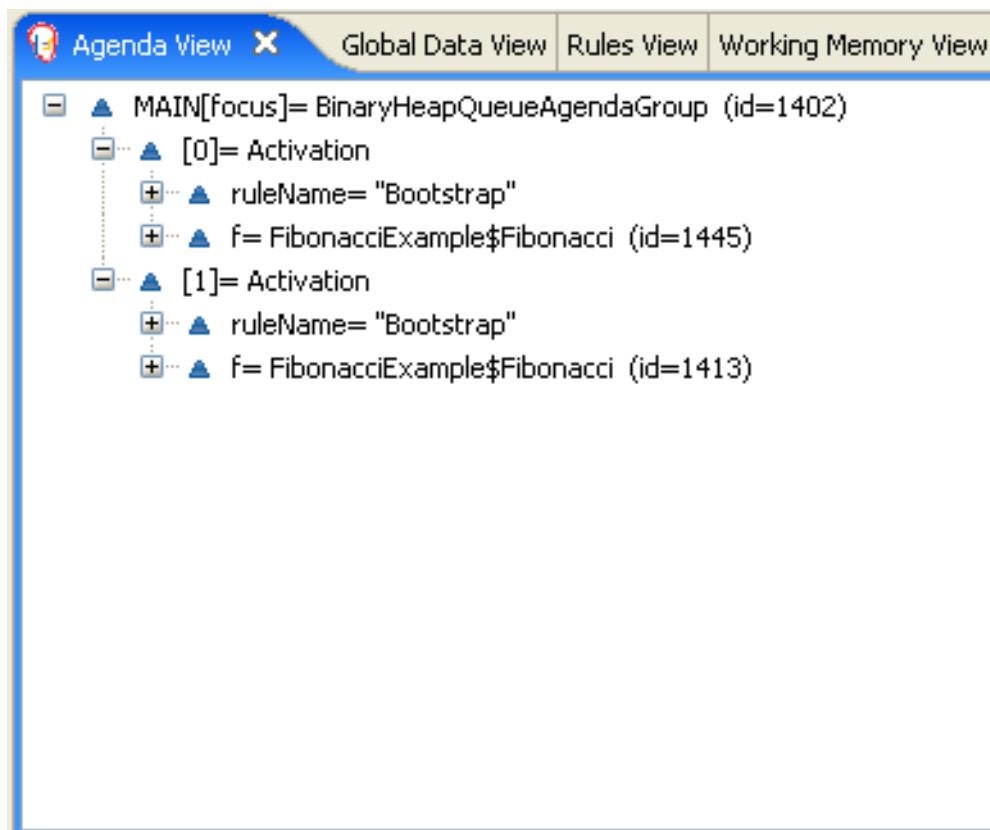 Agenda View Global Data View Rules View Working Memory View
MAIN[focus]= BinaryHeapQueueAgendaGroup (id=1402)
[0]= Activation
ruleName= "Bootstrap"
f= FibonacciExample$Fibonacci (id=1445)
[1]= Activation
ruleName= "Bootstrap"
f= FibonacciExample$Fibonacci (id=1413)